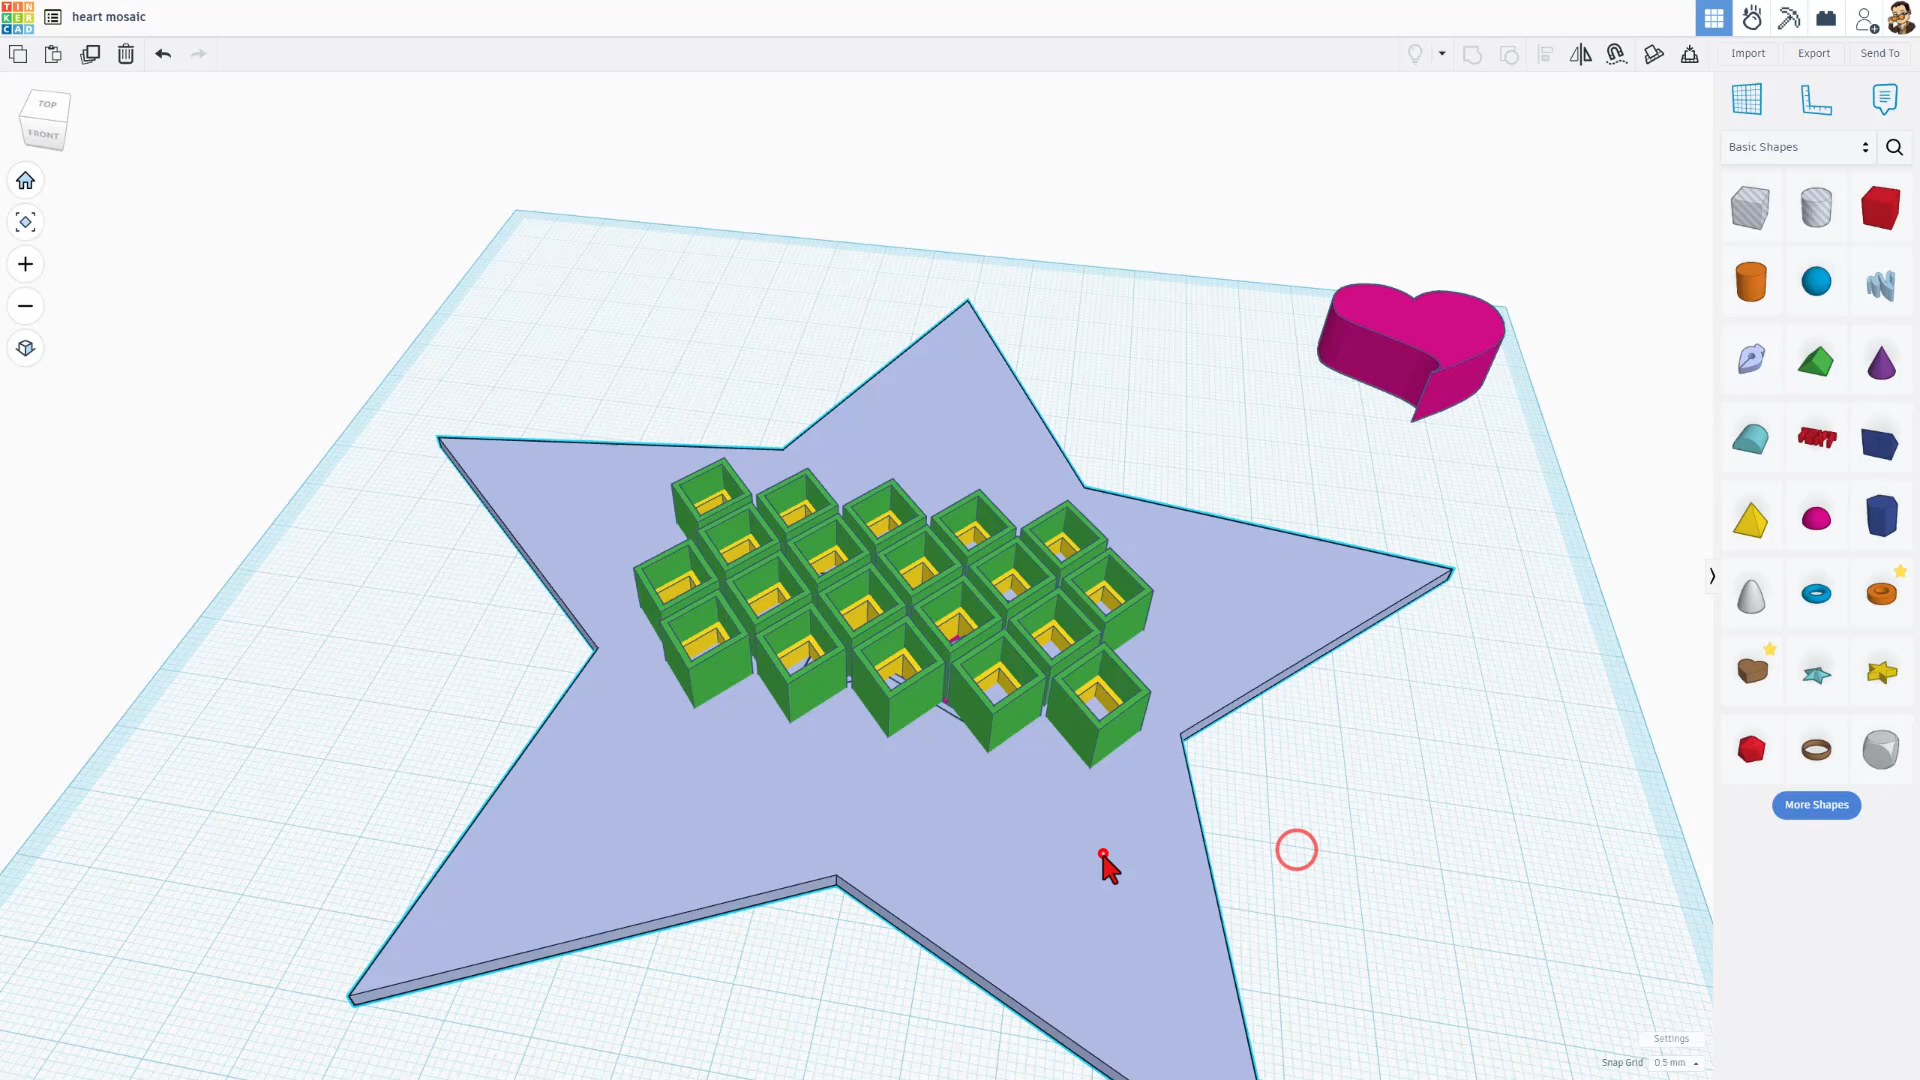 TIN
KER
CAD
heart mosaic
Import
Export
Send To
TOP
FRONT
Basic Shapes
TEXT
More Shapes
Settings
Snap Grid 0.5 mm